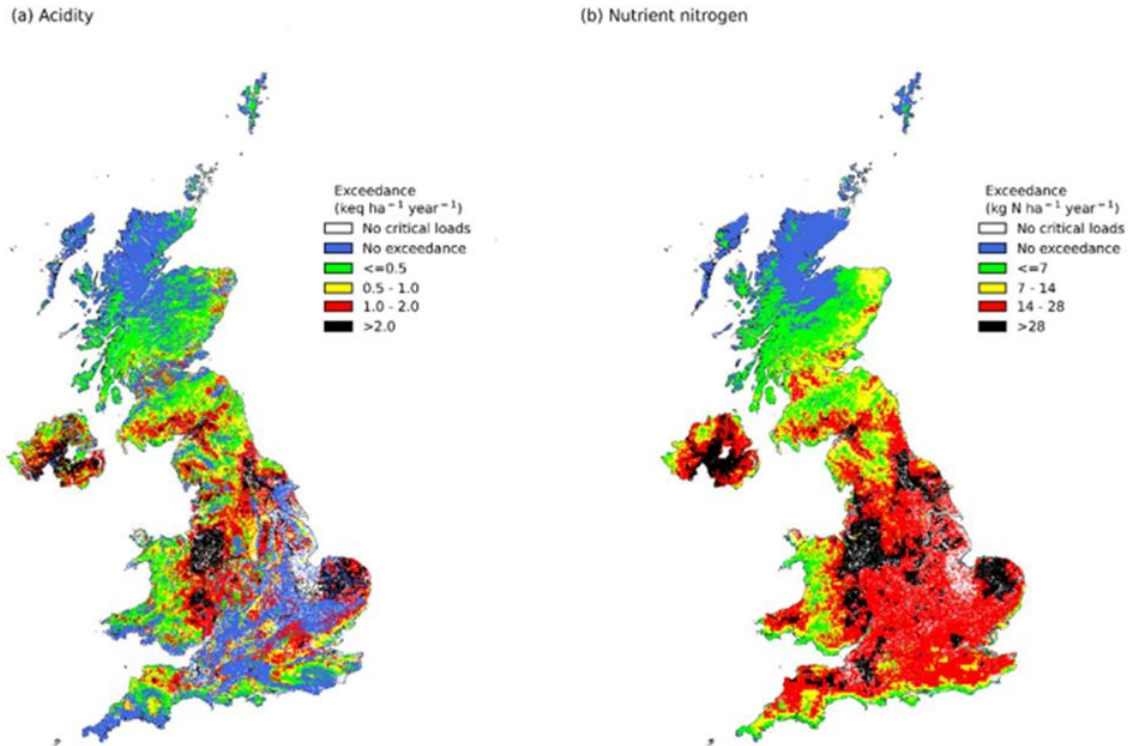 (a) Acidity
Exceedance
(keq ha⁻¹ year⁻¹)
No critical loads
No exceedance
<=0.5
0.5 - 1.0
1.0 - 2.0
>2.0
(b) Nutrient nitrogen
Exceedance
(kg N ha⁻¹ year⁻¹)
No critical loads
No exceedance
<=7
7 - 14
14 - 28
>28